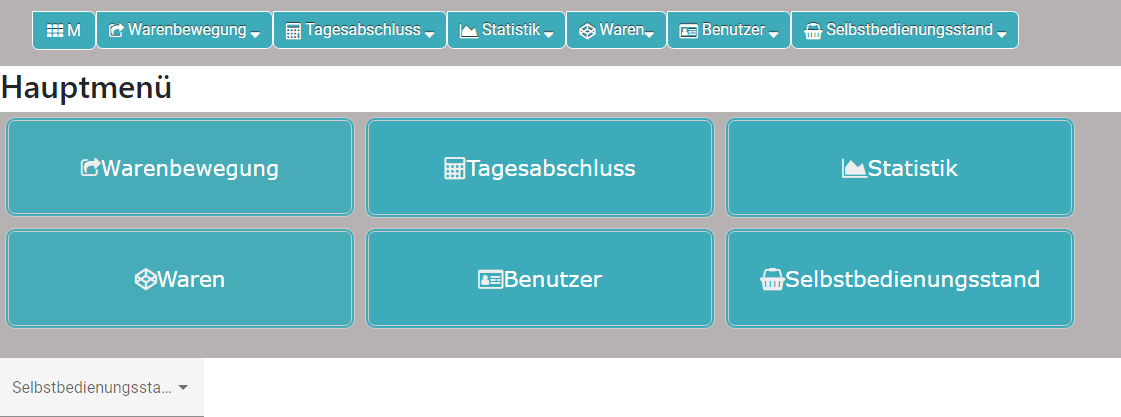 M Warenbewegung Tagesabschluss Statistik Waren Benutzer Selbstbedienungsstand
Hauptmenü
Warenbewegung Tagesabschluss Statistik
Waren Benutzer Selbstbedienungsstand
Selbstbedienungssta...